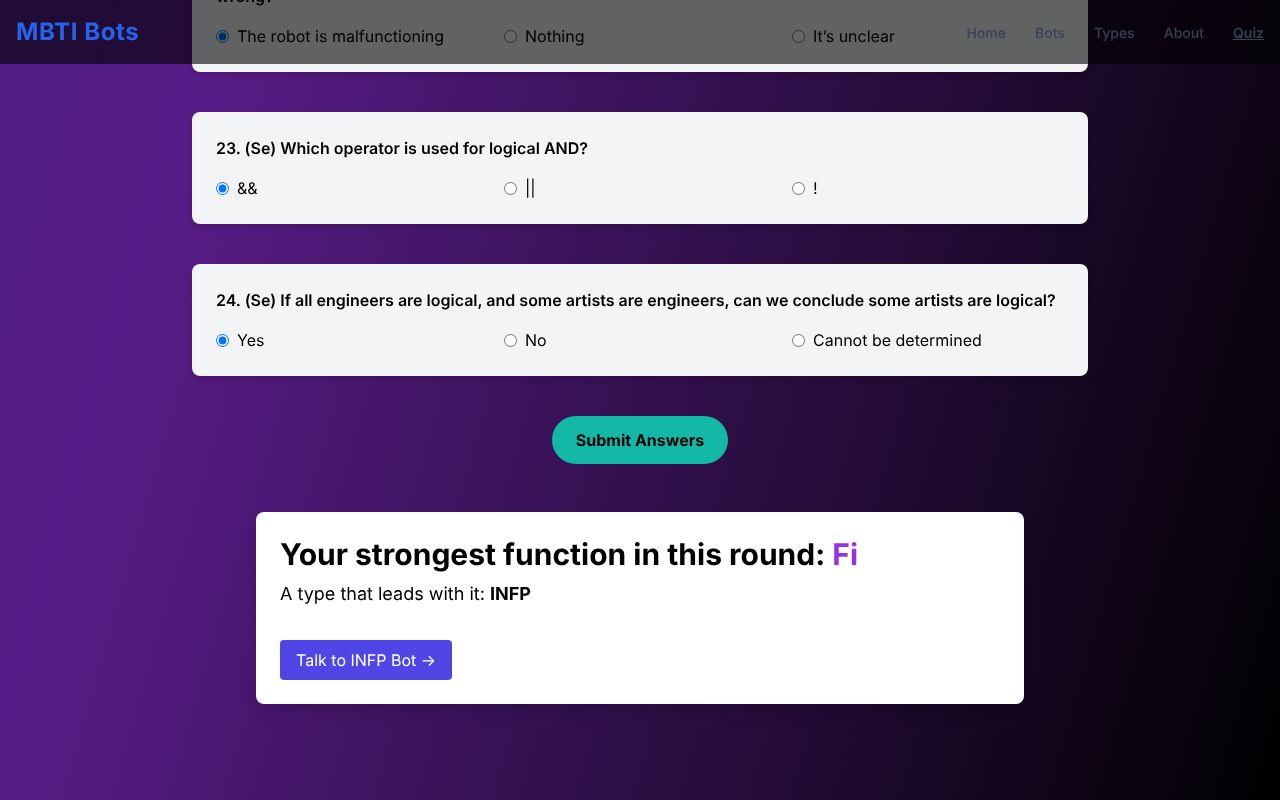 wrong?
MBTI Bots
Home Bots Types About Quiz
The robot is malfunctioning Nothing It’s unclear
23. (Se) Which operator is used for logical AND?
&& || !
24. (Se) If all engineers are logical, and some artists are engineers, can we conclude some artists are logical?
Yes No Cannot be determined
Submit Answers
Your strongest function in this round: Fi
A type that leads with it: INFP
Talk to INFP Bot →